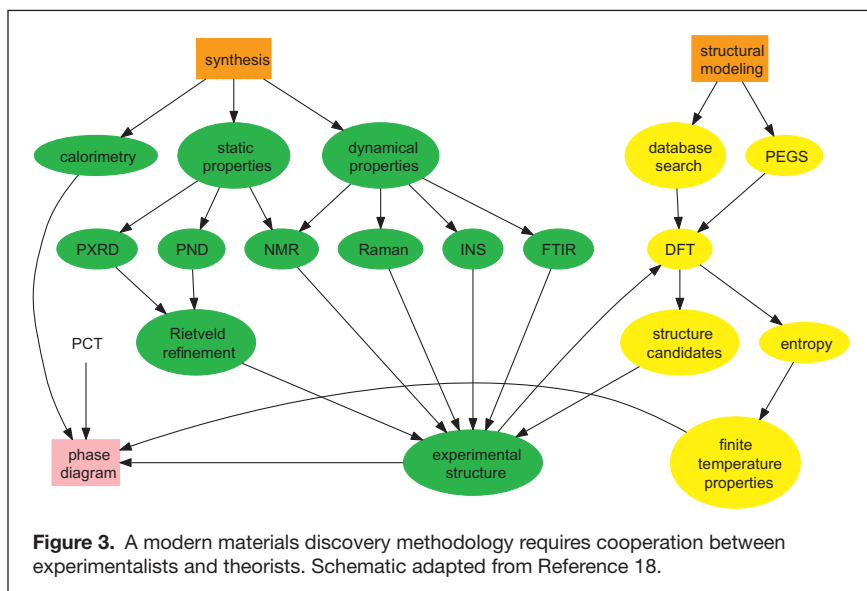 synthesis
structural
modeling
calorimetry
static
properties
dynamical
properties
database
search
PEGS
PXRD
PND
NMR
Raman
INS
FTIR
DFT
PCT
Rietveld
refinement
structure
candidates
entropy
phase
diagram
experimental
structure
finite
temperature
properties
Figure 3. A modern materials discovery methodology requires cooperation between
experimentalists and theorists. Schematic adapted from Reference 18.